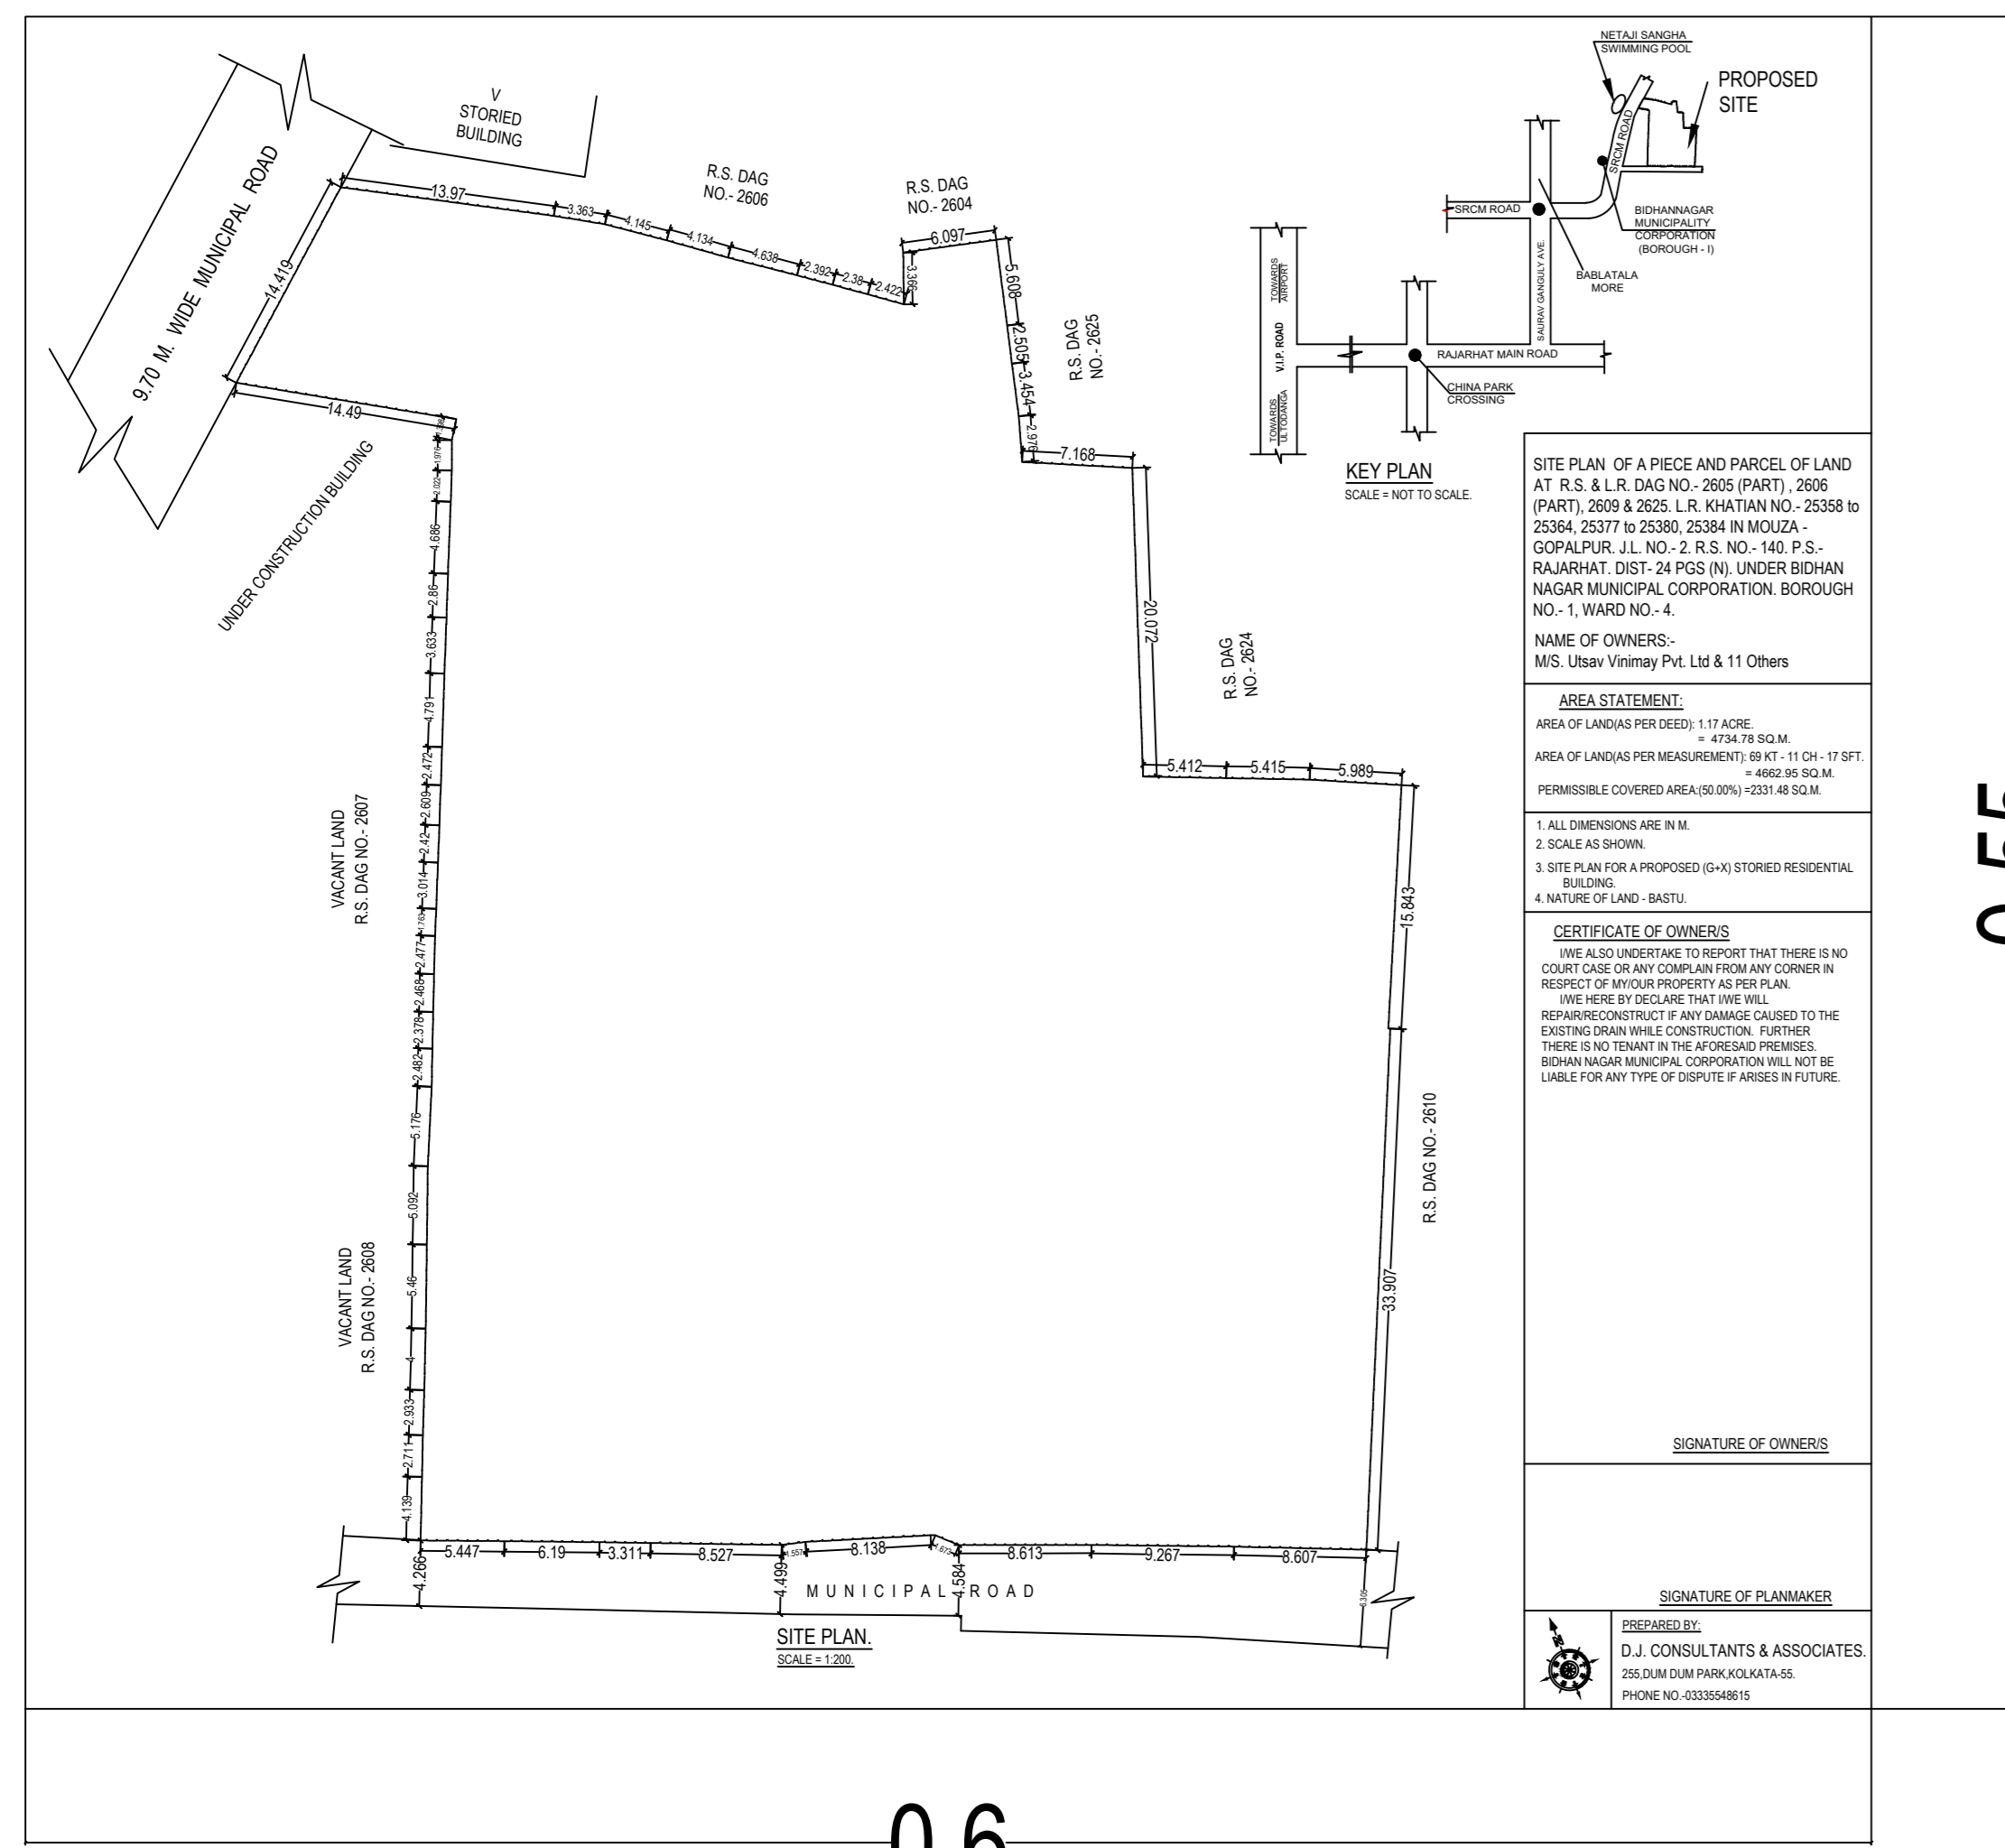 V
STORIED
BUILDING
9.70 M. WIDE MUNICIPAL ROAD
R.S. DAG
NO.- 2606
R.S. DAG
NO.- 2604
R.S. DAG
NO.- 2625
R.S. DAG
NO.- 2624
R.S. DAG NO.- 2610
UNDER CONSTRUCTION BUILDING
VACANT LAND
R.S. DAG NO.- 2607
VACANT LAND
R.S. DAG NO.- 2608
14.419
13.97
3.363
4.145
4.134
4.638
2.392
2.38
2.422
3.366
6.097
5.608
2.505
3.454
2.976
7.168
20.072
5.412
5.415
5.989
15.843
33.907
14.49
1.976
2.022
4.686
2.86
3.633
4.791
2.472
2.609
2.42
3.014
1.763
2.477
2.468
2.378
2.482
5.176
5.092
5.46
4
2.933
2.711
4.139
5.447
6.19
3.311
8.527
1.557
8.138
1.673
8.613
9.267
8.607
4.266
4.499
4.584
6.305
MUNICIPAL ROAD
SITE PLAN.
SCALE = 1:200.
NETAJI SANGHA
SWIMMING POOL
PROPOSED
SITE
SRCM ROAD
SRCM ROAD
BIDHANNAGAR
MUNICIPALITY
CORPORATION
(BOROUGH - I)
BABLATALA
MORE
SAURAV GANGULY AVE.
TOWARDS
AIRPORT
V.I.P. ROAD
TOWARDS
ULTODANGA
RAJARHAT MAIN ROAD
CHINA PARK
CROSSING
KEY PLAN
SCALE = NOT TO SCALE.
SITE PLAN OF A PIECE AND PARCEL OF LAND
AT R.S. & L.R. DAG NO.- 2605 (PART) , 2606
(PART), 2609 & 2625. L.R. KHATIAN NO.- 25358 to
25364, 25377 to 25380, 25384 IN MOUZA -
GOPALPUR. J.L. NO.- 2. R.S. NO.- 140. P.S.-
RAJARHAT. DIST- 24 PGS (N). UNDER BIDHAN
NAGAR MUNICIPAL CORPORATION. BOROUGH
NO.- 1, WARD NO.- 4.
NAME OF OWNERS:-
M/S. Utsav Vinimay Pvt. Ltd & 11 Others
AREA STATEMENT:
AREA OF LAND(AS PER DEED): 1.17 ACRE.
= 4734.78 SQ.M.
AREA OF LAND(AS PER MEASUREMENT): 69 KT - 11 CH - 17 SFT.
= 4662.95 SQ.M.
PERMISSIBLE COVERED AREA:(50.00%) =2331.48 SQ.M.
1. ALL DIMENSIONS ARE IN M.
2. SCALE AS SHOWN.
3. SITE PLAN FOR A PROPOSED (G+X) STORIED RESIDENTIAL
BUILDING.
4. NATURE OF LAND - BASTU.
CERTIFICATE OF OWNER/S
I/WE ALSO UNDERTAKE TO REPORT THAT THERE IS NO
COURT CASE OR ANY COMPLAIN FROM ANY CORNER IN
RESPECT OF MY/OUR PROPERTY AS PER PLAN.
I/WE HERE BY DECLARE THAT I/WE WILL
REPAIR/RECONSTRUCT IF ANY DAMAGE CAUSED TO THE
EXISTING DRAIN WHILE CONSTRUCTION. FURTHER
THERE IS NO TENANT IN THE AFORESAID PREMISES.
BIDHAN NAGAR MUNICIPAL CORPORATION WILL NOT BE
LIABLE FOR ANY TYPE OF DISPUTE IF ARISES IN FUTURE.
SIGNATURE OF OWNER/S
SIGNATURE OF PLANMAKER
N
PREPARED BY:
D.J. CONSULTANTS & ASSOCIATES.
255,DUM DUM PARK,KOLKATA-55.
PHONE NO.-03335548615